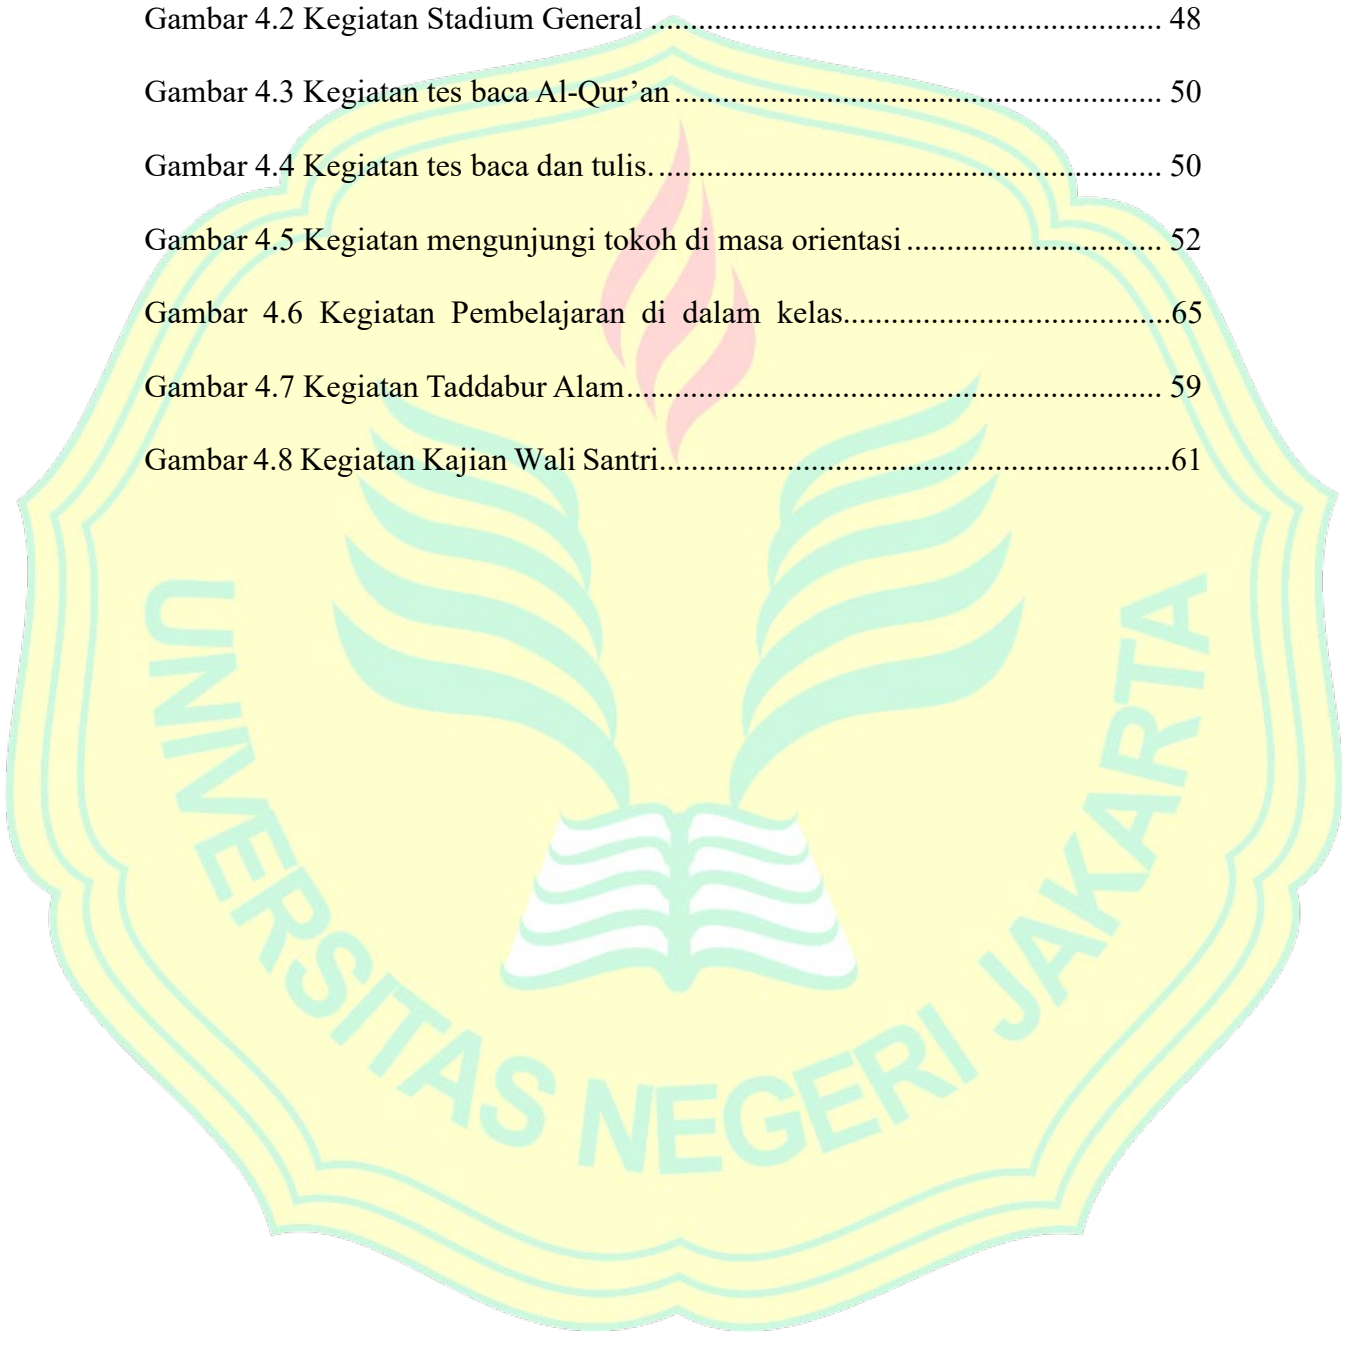 Gambar 4.2 Kegiatan Stadium General ................................................................ 48
Gambar 4.3 Kegiatan tes baca Al-Qur’an ............................................................. 50
Gambar 4.4 Kegiatan tes baca dan tulis. ............................................................... 50
Gambar 4.5 Kegiatan mengunjungi tokoh di masa orientasi ................................ 52
Gambar 4.6 Kegiatan Pembelajaran di dalam kelas.........................................65
Gambar 4.7 Kegiatan Taddabur Alam................................................................... 59
Gambar 4.8 Kegiatan Kajian Wali Santri................................................................61
UNIVERSITAS NEGERI JAKARTA